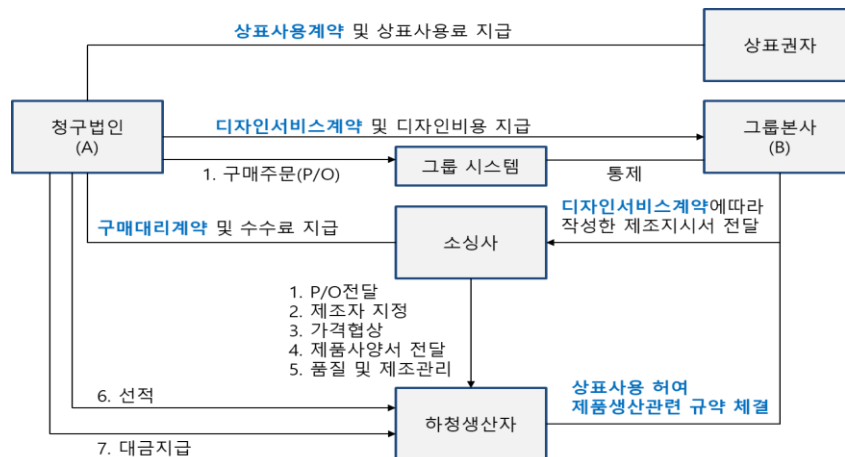 상표사용계약 및 상표사용료 지급
상표권자
청구법인
(A)
디자인서비스계약 및 디자인비용 지급
그룹본사
(B)
1. 구매주문(P/O)
그룹 시스템
통제
구매대리계약 및 수수료 지급
소싱사
디자인서비스계약에따라
작성한 제조지시서 전달
1. P/O전달
2. 제조자 지정
3. 가격협상
4. 제품사양서 전달
5. 품질 및 제조관리
6. 선적
하청생산자
상표사용 허여
제품생산관련 규약 체결
7. 대금지급